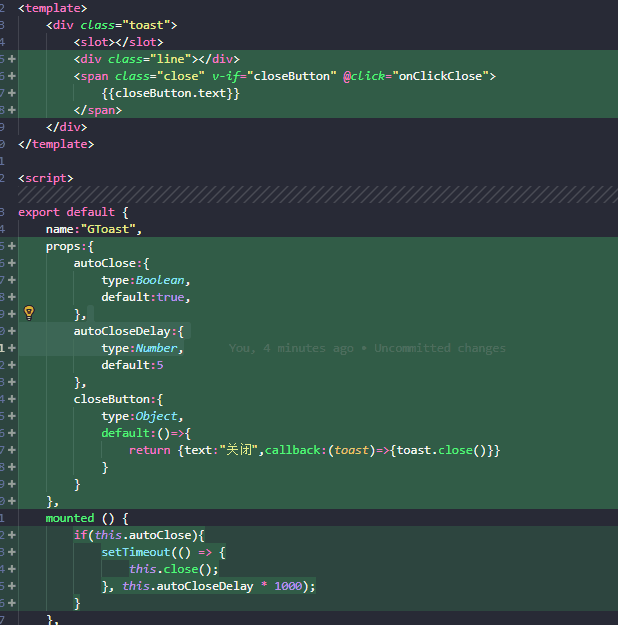 2 <template>
3 <div class="toast">
4 <slot></slot>
5 + <div class="line"></div>
6 + <span class="close" v-if="closeButton" @click="onClickClose">
7 + {{closeButton.text}}
8 + </span>
9 </div>
0 </template>
1
2 <script>
3 export default {
4 name:"GToast",
5 + props:{
6 + autoClose:{
7 + type:Boolean,
8 + default:true,
9 + },
0 + autoCloseDelay:{
1 + type:Number, You, 4 minutes ago • Uncommitted changes
2 + default:5
3 + },
4 + closeButton:{
5 + type:Object,
6 + default:()=>{
7 + return {text:"关闭",callback:(toast)=>{toast.close()}}
8 + }
9 + }
0 + },
1 mounted () {
2 + if(this.autoClose){
3 + setTimeout(() => {
4 + this.close();
5 + }, this.autoCloseDelay * 1000);
6 + }
7 },